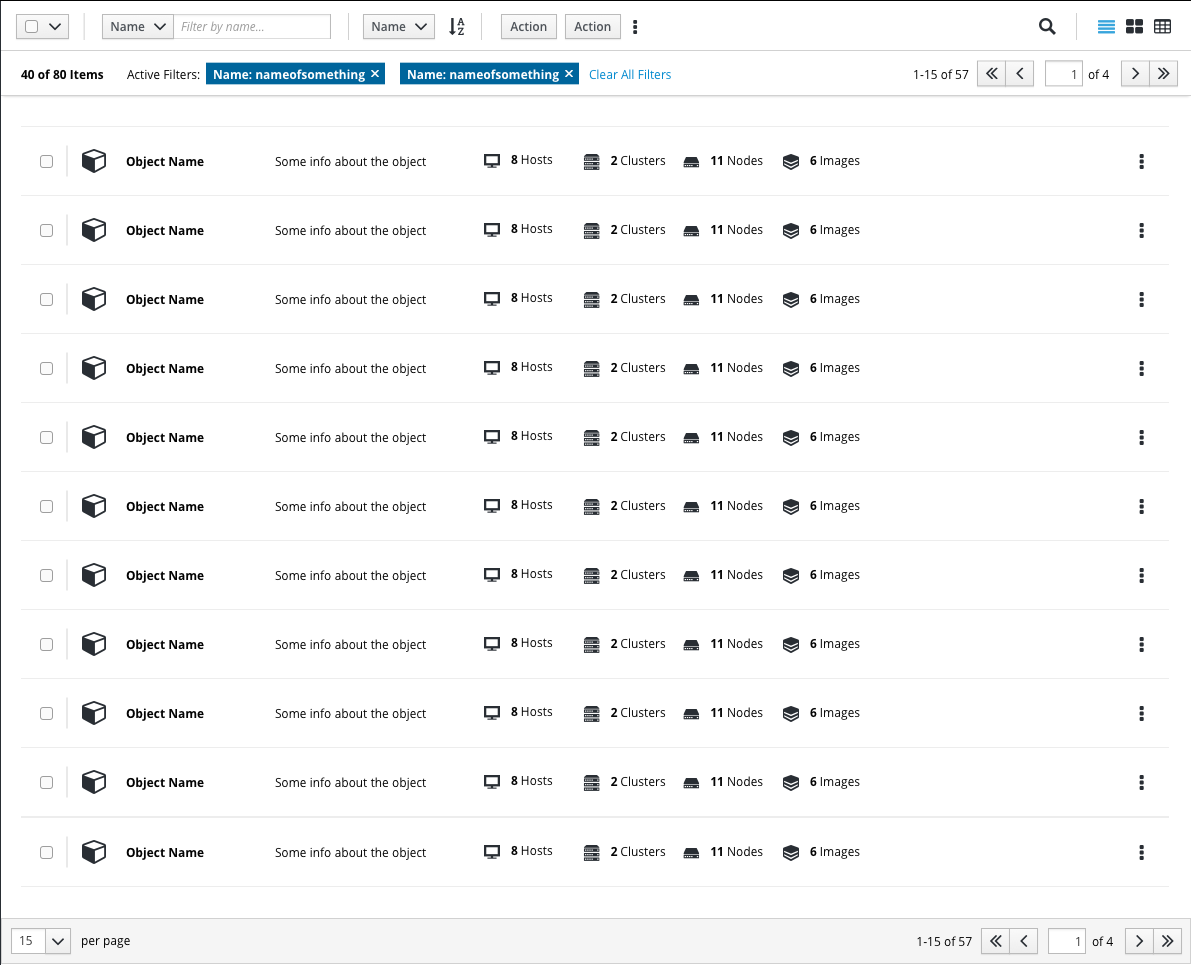 Name Filter by name... Name A Z Action Action
40 of 80 Items Active Filters: Name: nameofsomething × Name: nameofsomething × Clear All Filters 1-15 of 57 1 of 4
Object Name Some info about the object 8 Hosts 2 Clusters 11 Nodes 6 Images
Object Name Some info about the object 8 Hosts 2 Clusters 11 Nodes 6 Images
Object Name Some info about the object 8 Hosts 2 Clusters 11 Nodes 6 Images
Object Name Some info about the object 8 Hosts 2 Clusters 11 Nodes 6 Images
Object Name Some info about the object 8 Hosts 2 Clusters 11 Nodes 6 Images
Object Name Some info about the object 8 Hosts 2 Clusters 11 Nodes 6 Images
Object Name Some info about the object 8 Hosts 2 Clusters 11 Nodes 6 Images
Object Name Some info about the object 8 Hosts 2 Clusters 11 Nodes 6 Images
Object Name Some info about the object 8 Hosts 2 Clusters 11 Nodes 6 Images
Object Name Some info about the object 8 Hosts 2 Clusters 11 Nodes 6 Images
Object Name Some info about the object 8 Hosts 2 Clusters 11 Nodes 6 Images
15 per page 1-15 of 57 1 of 4